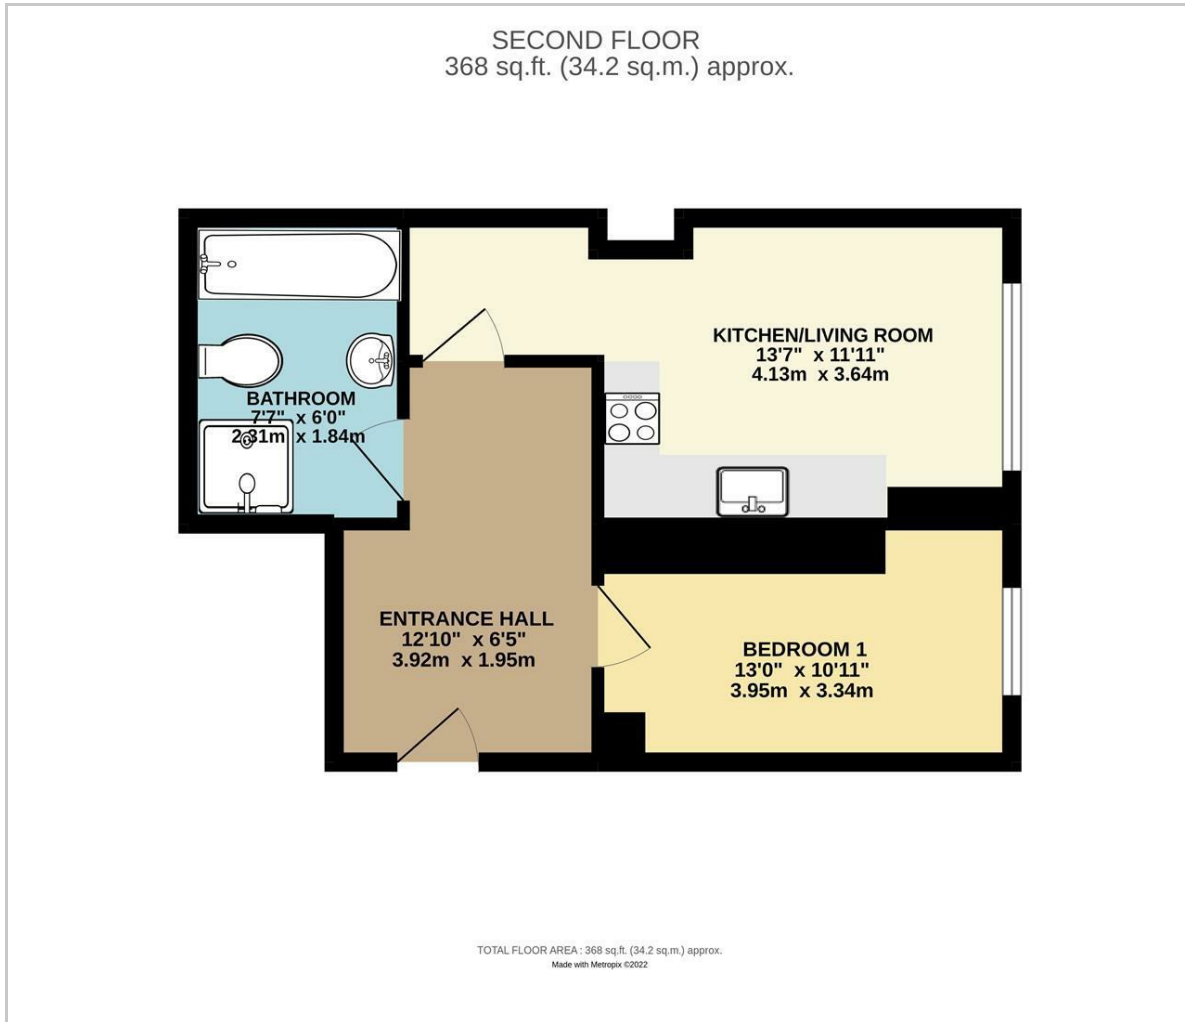 SECOND FLOOR
368 sq.ft. (34.2 sq.m.) approx.
KITCHEN/LIVING ROOM
13'7" x 11'11"
4.13m x 3.64m
BATHROOM
7'7" x 6'0"
2.31m x 1.84m
ENTRANCE HALL
12'10" x 6'5"
3.92m x 1.95m
BEDROOM 1
13'0" x 10'11"
3.95m x 3.34m
TOTAL FLOOR AREA : 368 sq.ft. (34.2 sq.m.) approx.
Made with Metropix ©2022